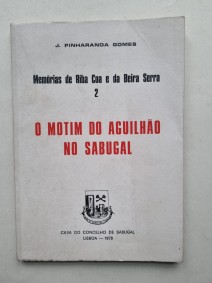 J. PINHARANDA GOMES
Memórias de Riba Coa e da Beira Serra
2
O MOTIM DO AGUILHÃO
NO SABUGAL
CASA DO CONCELHO DE SABUGAL
LISBOA — 1978